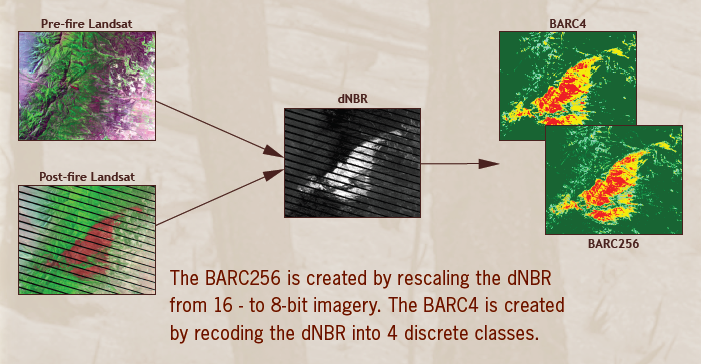 Pre-fire Landsat
BARC4
dNBR
Post-fire Landsat
BARC256
The BARC256 is created by rescaling the dNBR
from 16 - to 8-bit imagery. The BARC4 is created
by recoding the dNBR into 4 discrete classes.